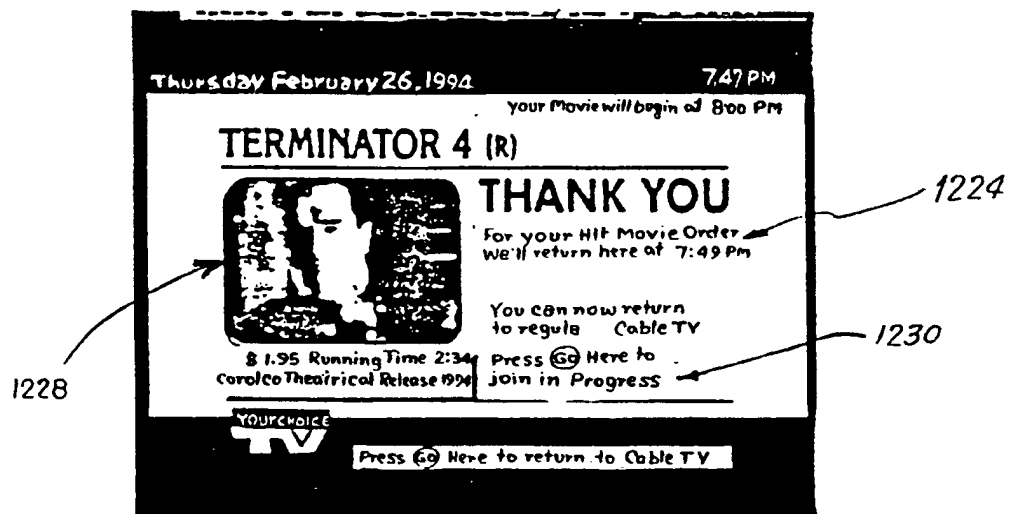 Thursday February 26, 1994 7:47 PM
your Movie will begin at 8:00 PM
TERMINATOR 4 (R)
THANK YOU
1224
For your Hit Movie Order
We'll return here at 7:49 PM
You can now return
to regula Cable TV
1230
Press Go Here to
join in Progress
1228
$1.95 Running Time 2:34
Carolco Theatrical Release 1994
YOUR CHOICE
TV
Press Go Here to return to Cable TV